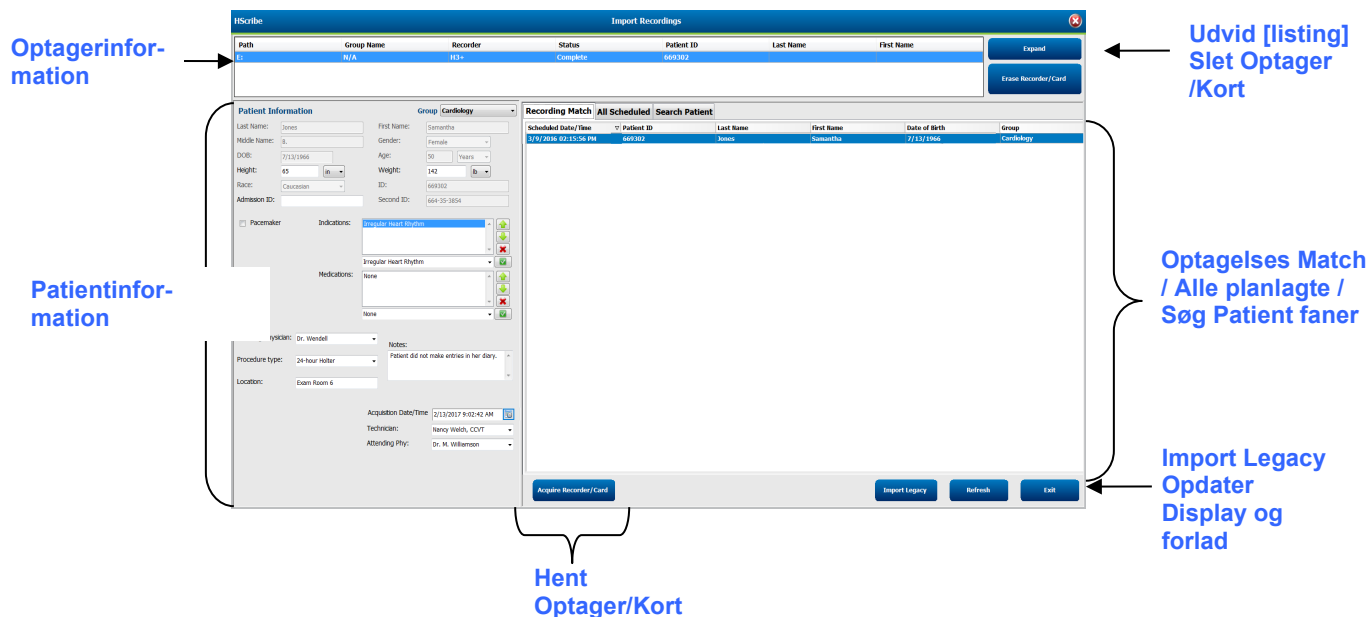 HScribe Import Recordings
Path Group Name Recorder Status Patient ID Last Name First Name
E: N/A H3+ Complete 669302
Expand
Erase Recorder/Card
Optagerinfor-
mation
Udvid [listing]
Slet Optager
/Kort
Patient Information Group Cardiology
Last Name: Jones First Name: Samantha
Middle Name: B. Gender: Female
DOB: 7/13/1966 Age: 50 Years
Height: 65 in Weight: 142 lb
Race: Caucasian ID: 669302
Admission ID: Second ID: 664-35-3854
Pacemaker Indications: Irregular Heart Rhythm
Irregular Heart Rhythm
Medications: None
None
Patientinfor-
mation
ysician: Dr. Wendell Notes:
Procedure type: 24-hour Holter Patient did not make entries in her diary.
Location: Exam Room 6
Acquisition Date/Time 2/13/2017 9:02:42 AM
Technician: Nancy Welch, CCVT
Attending Phy: Dr. M. Williamson
Recording Match All Scheduled Search Patient
Scheduled Date/Time Patient ID Last Name First Name Date of Birth Group
3/9/2016 02:15:56 PM 669302 Jones Samantha 7/13/1966 Cardiology
Optagelses Match
/ Alle planlagte /
Søg Patient faner
Acquire Recorder/Card Import Legacy Refresh Exit
Import Legacy
Opdater
Display og
forlad
Hent
Optager/Kort